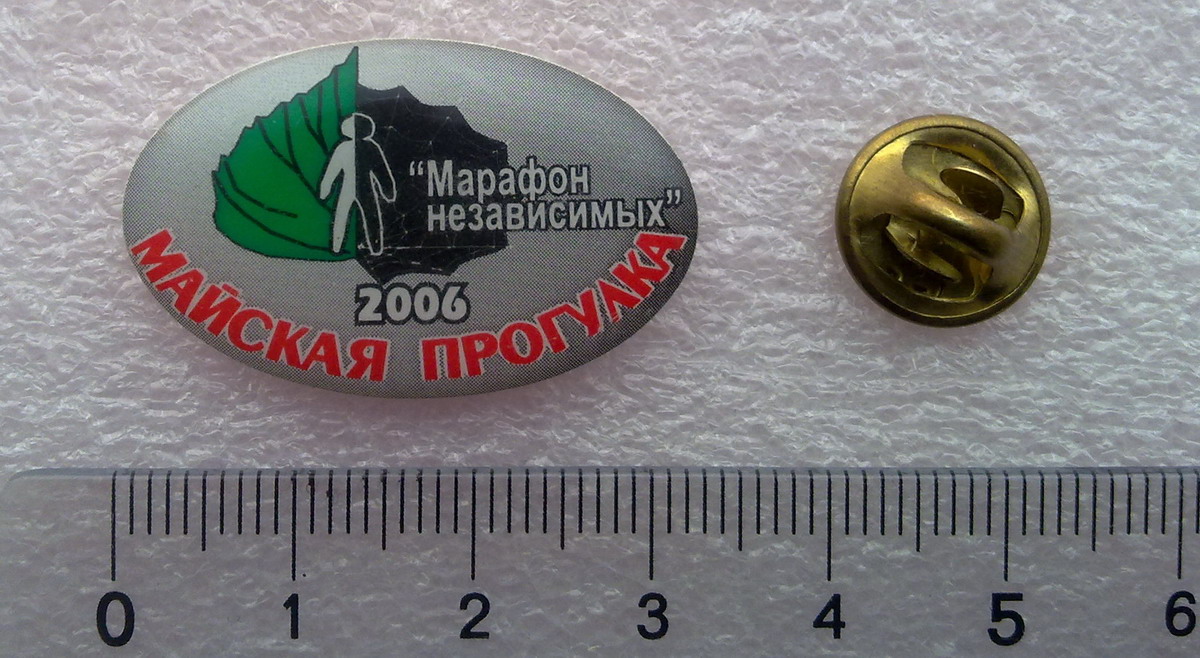 “Марафон
независимых”
2006
МАЙСКАЯ ПРОГУЛКА
0 1 2 3 4 5 6